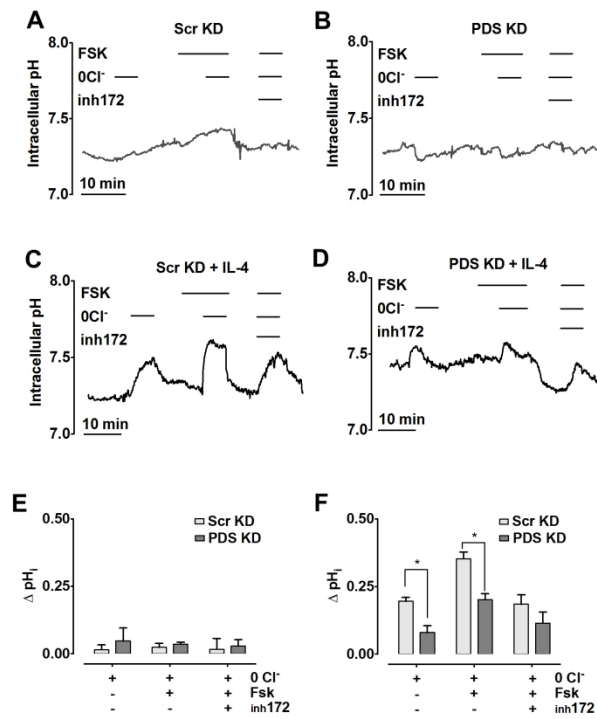 A
Scr KD
8.0
FSK
0Cl-
inh172
7.5
7.0
Intracellular pH
10 min
B
PDS KD
8.0
FSK
0Cl-
inh172
7.5
7.0
Intracellular pH
10 min
C
Scr KD + IL-4
8.0
FSK
0Cl-
inh172
7.5
7.0
Intracellular pH
10 min
D
PDS KD + IL-4
8.0
FSK
0Cl-
inh172
7.5
7.0
Intracellular pH
10 min
E
0.50
Scr KD
PDS KD
0.25
0.00
Δ pHi
+ + +
- + +
- - +
F
0.50
Scr KD
PDS KD
* *
0.25
0.00
Δ pHi
+ + + 0 Cl-
- + + Fsk
- - + inh172